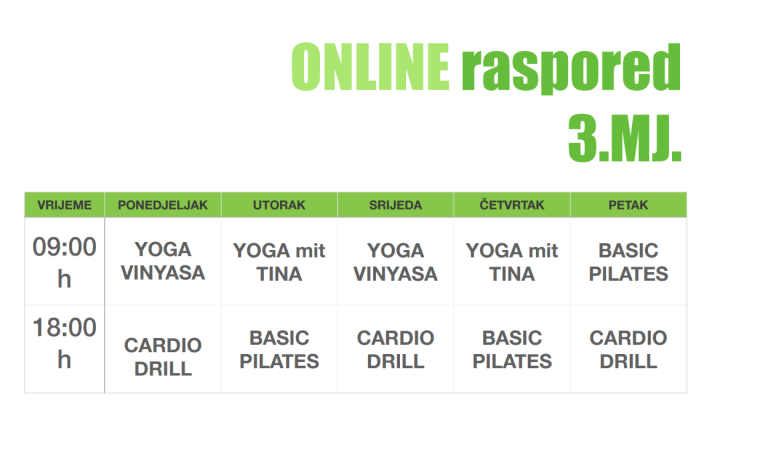 ONLINE raspored
3.MJ.
VRIJEME PONEDJELJAK UTORAK SRIJEDA ČETVRTAK PETAK
09:00 h YOGA VINYASA YOGA mit TINA YOGA VINYASA YOGA mit TINA BASIC PILATES
18:00 h CARDIO DRILL BASIC PILATES CARDIO DRILL BASIC PILATES CARDIO DRILL